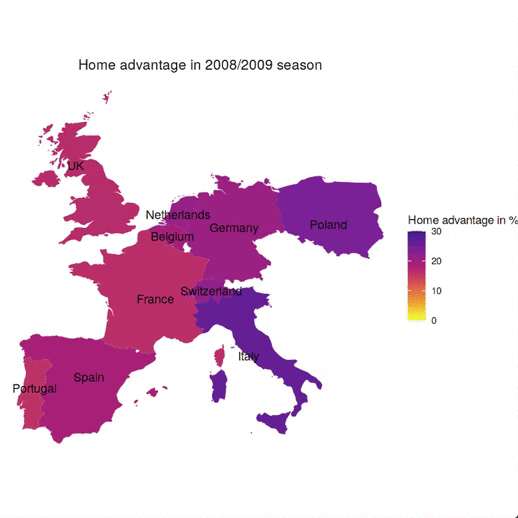 Home advantage in 2008/2009 season
UK
Netherlands
Belgium
Germany
Poland
Switzerland
France
Italy
Spain
Portugal
Home advantage in %
30
20
10
0